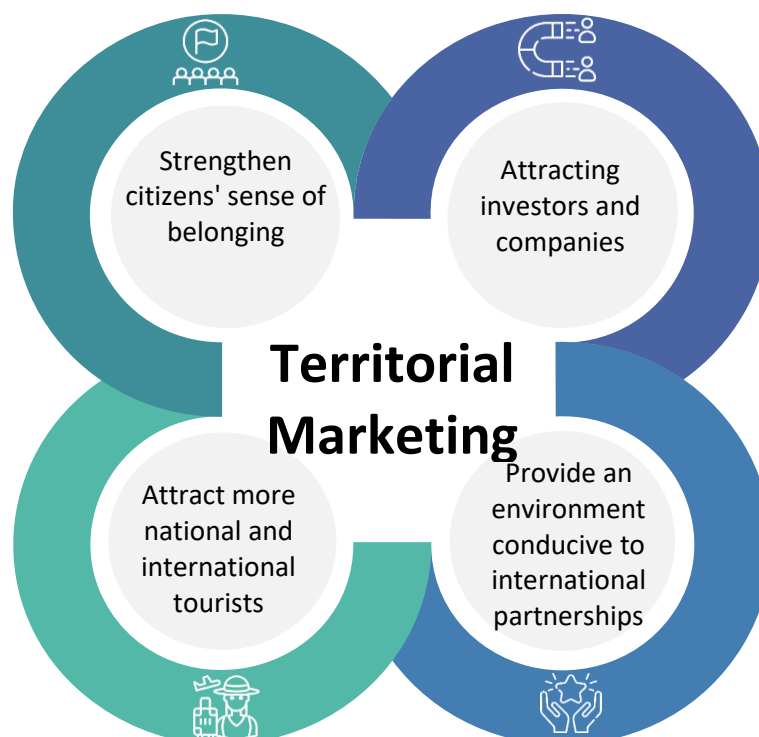 Strengthen
citizens' sense of
belonging
Attracting
investors and
companies
Territorial
Marketing
Attract more
national and
international
tourists
Provide an
environment
conducive to
international
partnerships